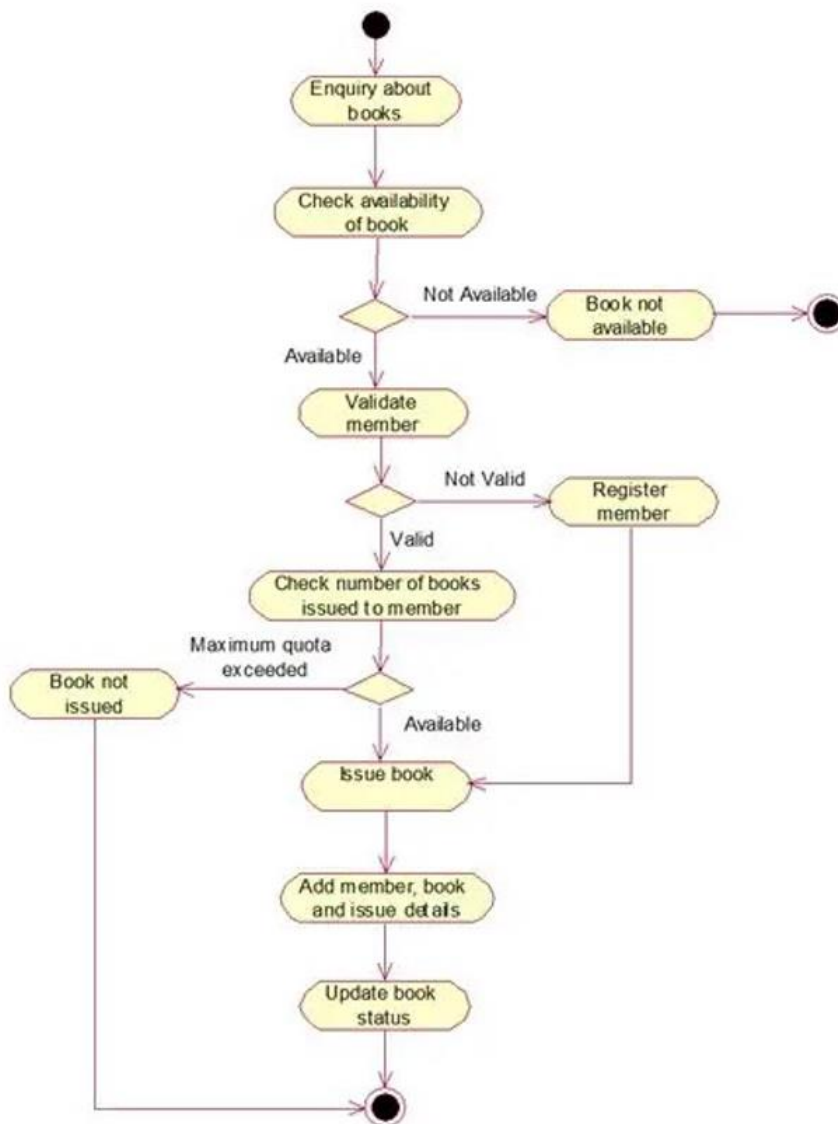 Enquiry about
books
Check availability
of book
Not Available
Book not
available
Available
Validate
member
Not Valid
Register
member
Valid
Check number of books
issued to member
Maximum quota
exceeded
Book not
issued
Available
Issue book
Add member, book
and issue details
Update book
status